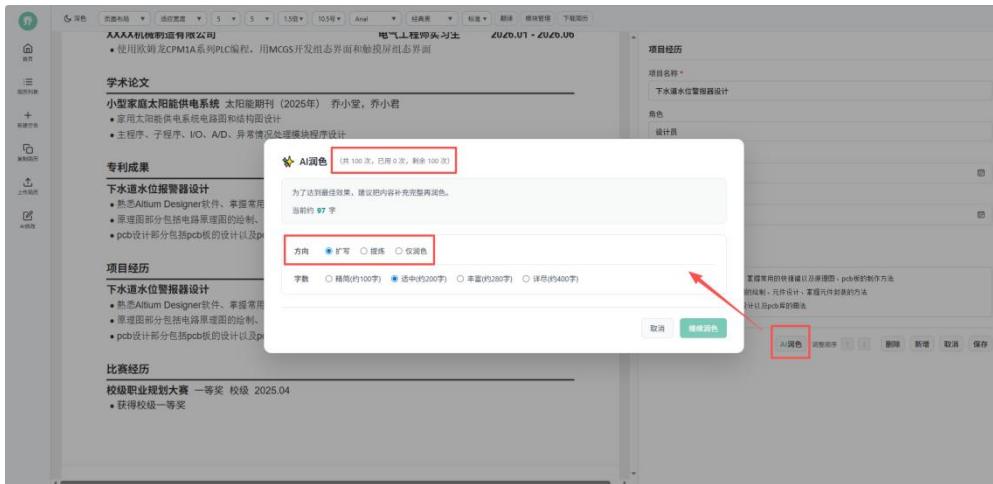 乔
深色
页面布局
适应宽度
5
5
1.5倍
10.5号
Arial
经典黑
标准
翻译
模块管理
下载简历
首页
简历列表
新建空白
复制简历
上传简历
AI修改
XXXX机械制造有限公司 电气工程师实习生 2026.01 - 2026.06
• 使用欧姆龙CPM1A系列PLC编程，用MCGS开发组态界面和触摸屏组态界面
学术论文
小型家庭太阳能供电系统 太阳能期刊 （2025年） 乔小堂，乔小君
• 家用太阳能供电系统电路图和结构图设计
• 主程序、子程序、I/O、A/D、异常情况处理模块程序设计
专利成果
下水道水位报警器设计
• 熟悉Altium Designer软件、掌握常用
• 原理图部分包括电路原理图的绘制、
• pcb设计部分包括pcb板的设计以及p
项目经历
下水道水位警报器设计
• 熟悉Altium Designer软件、掌握常用
• 原理图部分包括电路原理图的绘制、
• pcb设计部分包括pcb板的设计以及p
比赛经历
校级职业规划大赛 一等奖 校级 2025.04
• 获得校级一等奖
AI润色 （共 100 次，已用 0 次，剩余 100 次）
为了达到最佳效果，建议把内容补充完整再润色。
当前约 97 字
方向 扩写 提炼 仅润色
字数 精简(约100字) 适中(约200字) 丰富(约280字) 详尽(约400字)
取消 继续润色
项目经历
项目名称 *
下水道水位警报器设计
角色
设计员
掌握常用的快捷键以及原理图、pcb板的制作方法
的绘制、元件设计、掌握元件封装的方法
设计以及pcb库的画法
AI润色 调整顺序 ↑ ↓ 删除 新增 取消 保存